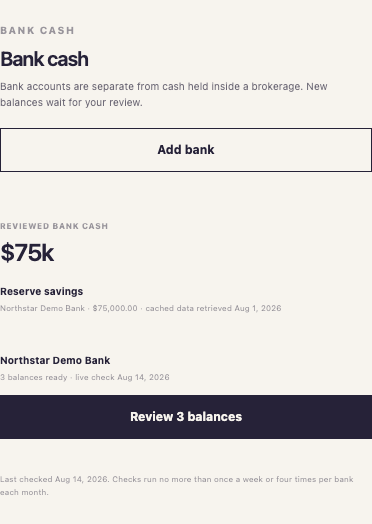 BANK CASH
Bank cash
Bank accounts are separate from cash held inside a brokerage. New
balances wait for your review.
Add bank
REVIEWED BANK CASH
$75k
Reserve savings
Northstar Demo Bank · $75,000.00 · cached data retrieved Aug 1, 2026
Northstar Demo Bank
3 balances ready · live check Aug 14, 2026
Review 3 balances
Last checked Aug 14, 2026. Checks run no more than once a week or four times per bank
each month.